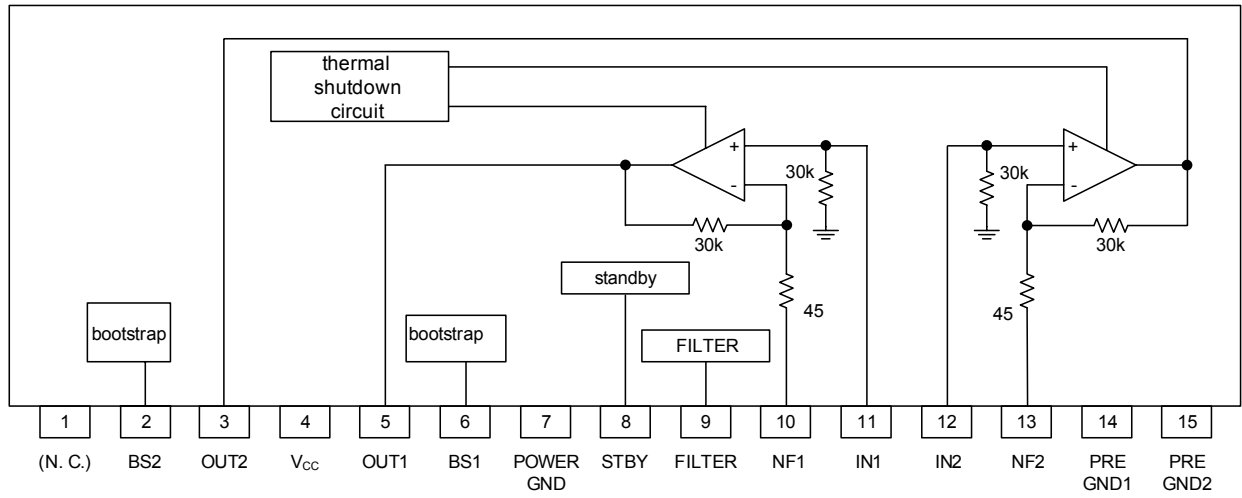 thermal
shutdown
circuit
+
-
30k
30k
45
+
-
30k
30k
45
standby
bootstrap
bootstrap
FILTER
1 2 3 4 5 6 7 8 9 10 11 12 13 14 15
(N. C.) BS2 OUT2 VCC OUT1 BS1 POWER GND STBY FILTER NF1 IN1 IN2 NF2 PRE GND1 PRE GND2